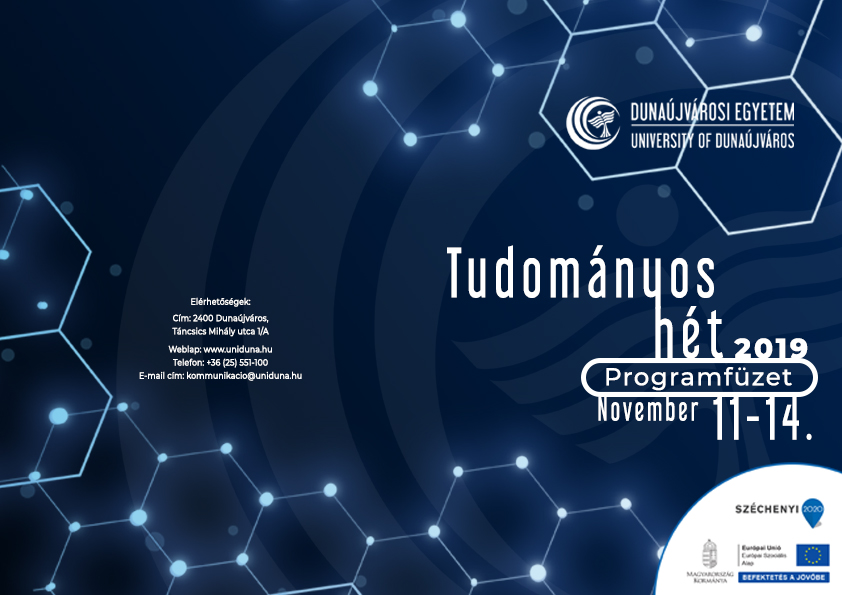 DUNAÚJVÁROSI EGYETEM
UNIVERSITY OF DUNAÚJVÁROS
Tudományos
hét 2019
Programfüzet
November 11-14.
Elérhetőségek:
Cím: 2400 Dunaújváros,
Táncsics Mihály utca 1/A
Weblap: www.uniduna.hu
Telefon: +36 (25) 551-100
E-mail cím: kommunikacio@uniduna.hu
SZÉCHENYI 2020
MAGYARORSZÁG
KORMÁNYA
Európai Unió
Európai Szociális
Alap
BEFEKTETÉS A JÖVŐBE